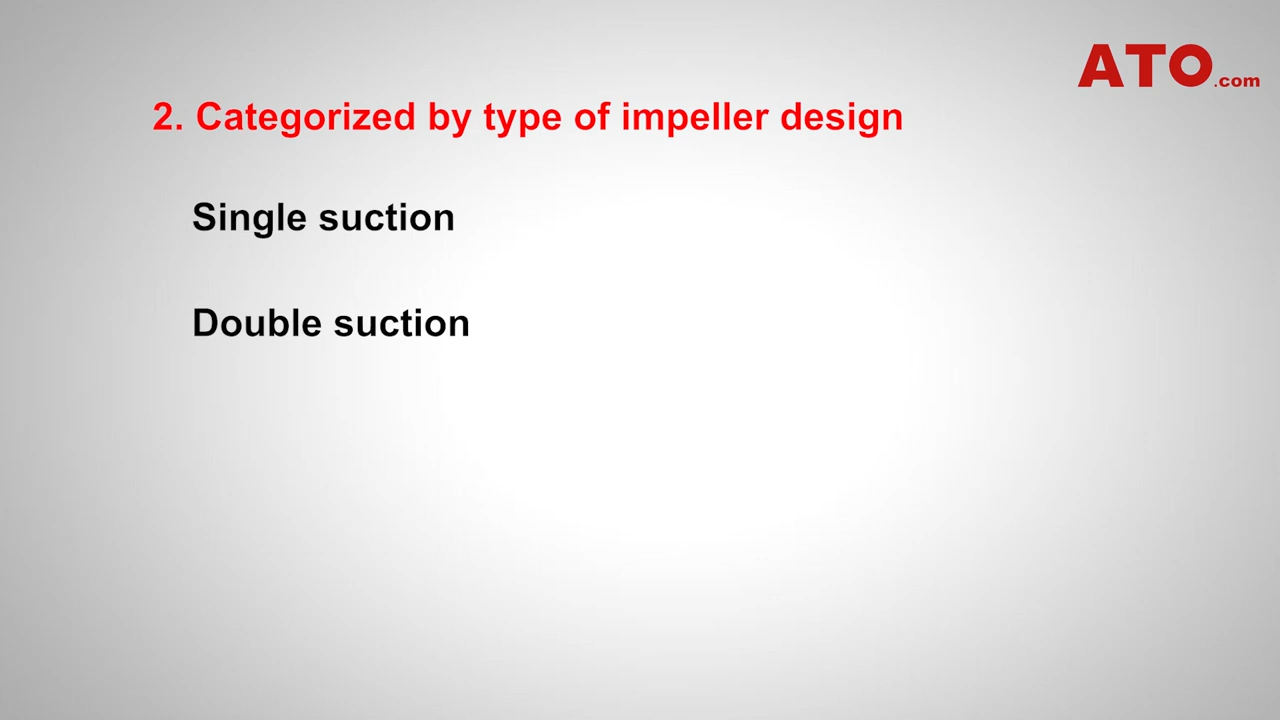 ATO.com
2. Categorized by type of impeller design
Single suction
Double suction